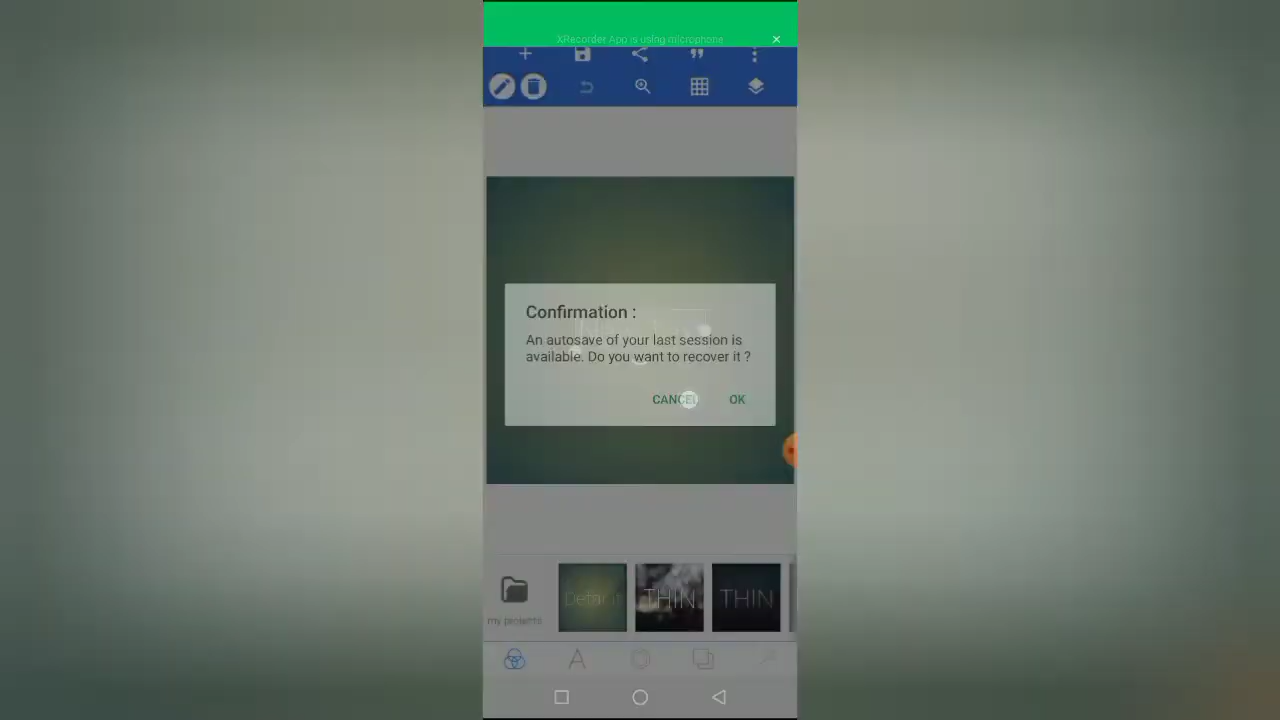 XRecorder App is using microphone
Confirmation :
An autosave of your last session is
available. Do you want to recover it ?
CANCEL
OK
my projects
Default
THIN
THIN